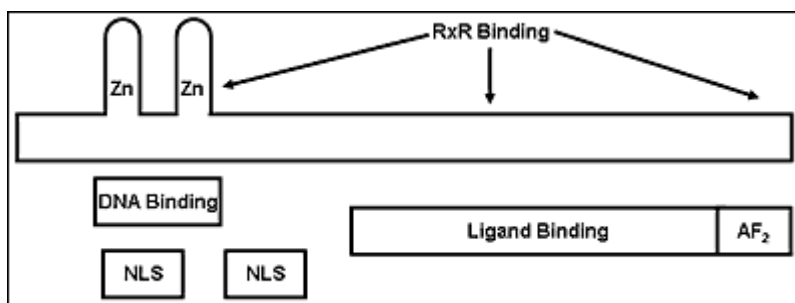 RxR Binding
Zn Zn
DNA Binding
Ligand Binding AF₂
NLS NLS